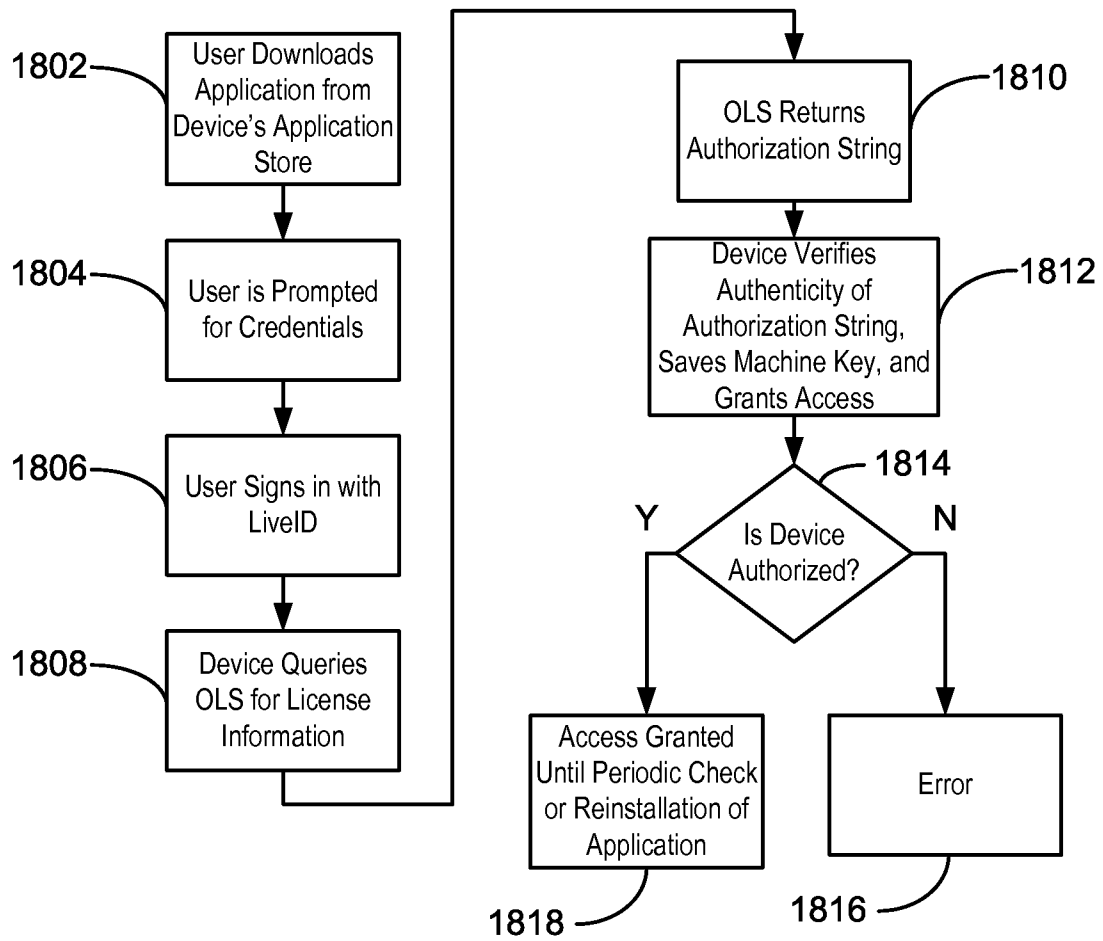 1802
User Downloads
Application from
Device's Application
Store
1804
User is Prompted
for Credentials
1806
User Signs in with
LiveID
1808
Device Queries
OLS for License
Information
1810
OLS Returns
Authorization String
1812
Device Verifies
Authenticity of
Authorization String,
Saves Machine Key, and
Grants Access
1814
Y
N
Is Device
Authorized?
Access Granted
Until Periodic Check
or Reinstallation of
Application
1818
Error
1816